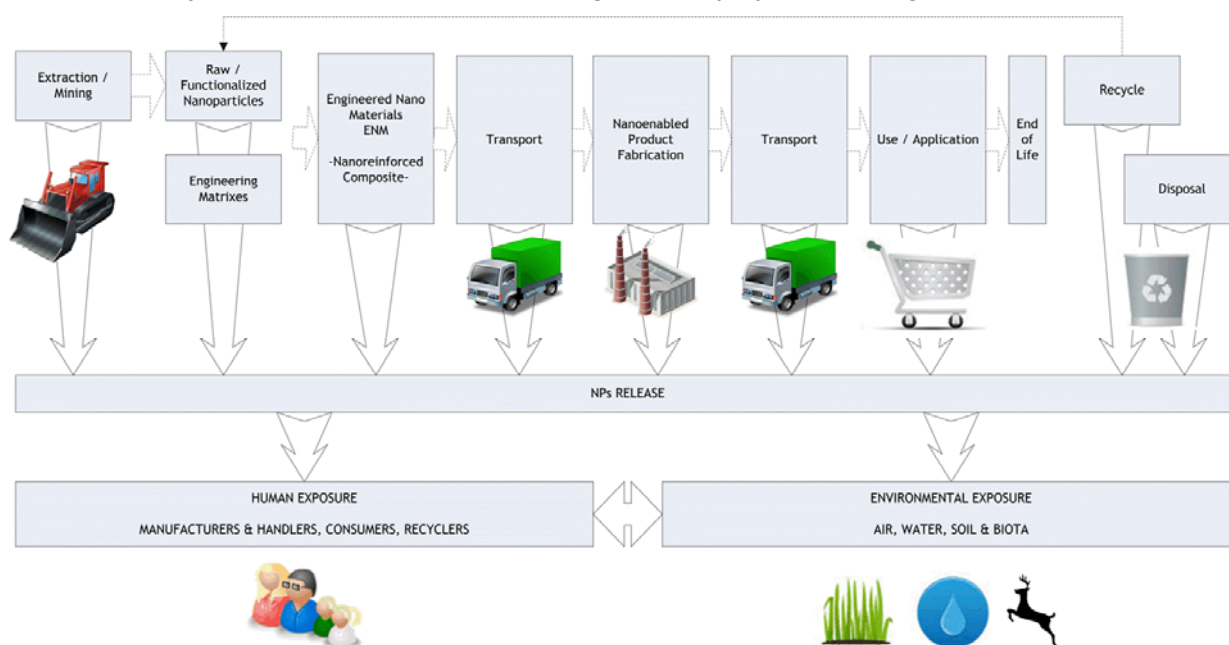 Extraction /
Mining
Raw /
Functionalized
Nanoparticles
Engineering
Matrixes
Engineered Nano
Materials
ENM
-Nanoreinforced
Composite-
Transport
Nanoenabled
Product
Fabrication
Transport
Use / Application
End
of
Life
Recycle
Disposal
NPs RELEASE
HUMAN EXPOSURE
MANUFACTURERS & HANDLERS, CONSUMERS, RECYCLERS
ENVIRONMENTAL EXPOSURE
AIR, WATER, SOIL & BIOTA